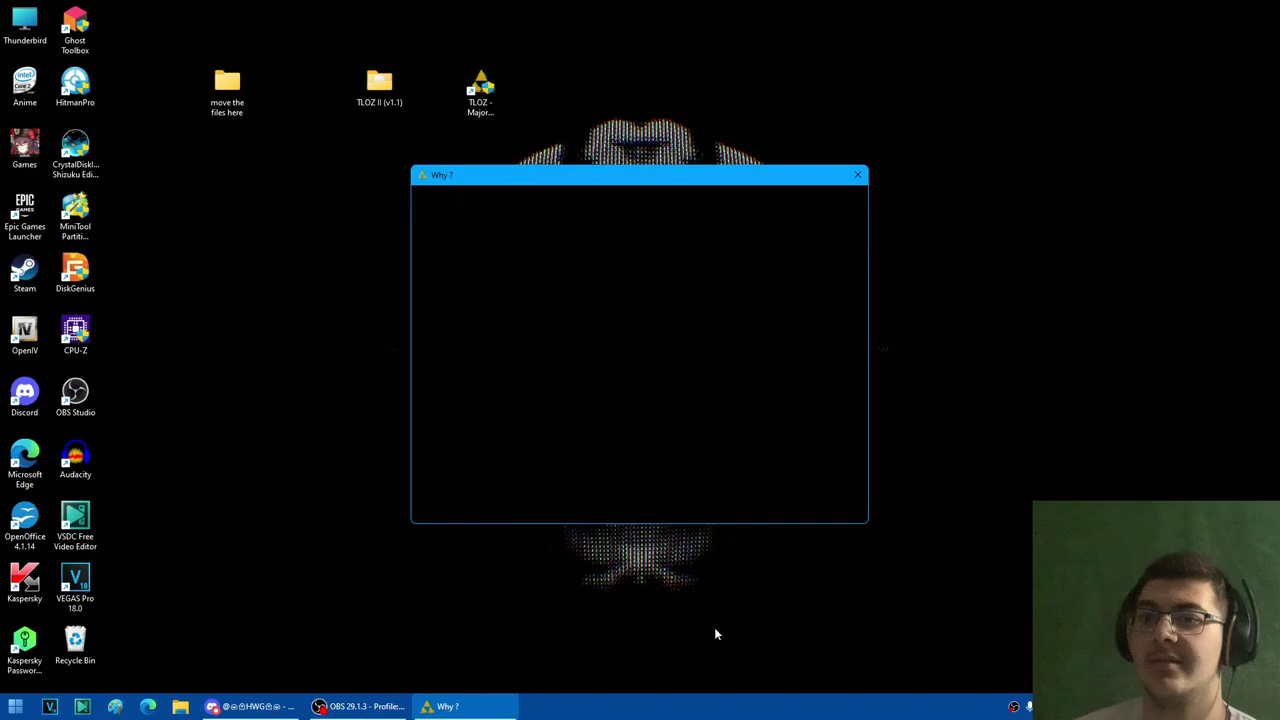 Thunderbird
Ghost
Toolbox
Anime
HitmanPro
Games
CrystalDiskI...
Shizuku Edi...
Epic Games
Launcher
MiniTool
Partiti...
Steam
DiskGenius
OpenIV
CPU-Z
Discord
OBS Studio
Microsoft
Edge
Audacity
OpenOffice
4.1.14
VSDC Free
Video Editor
Kaspersky
VEGAS Pro
18.0
Kaspersky
Passwor...
Recycle Bin
move the
files here
TLOZ II (v1.1)
TLOZ -
Major...
Why ?
OBS 29.1.3 - Profile:...
Why ?